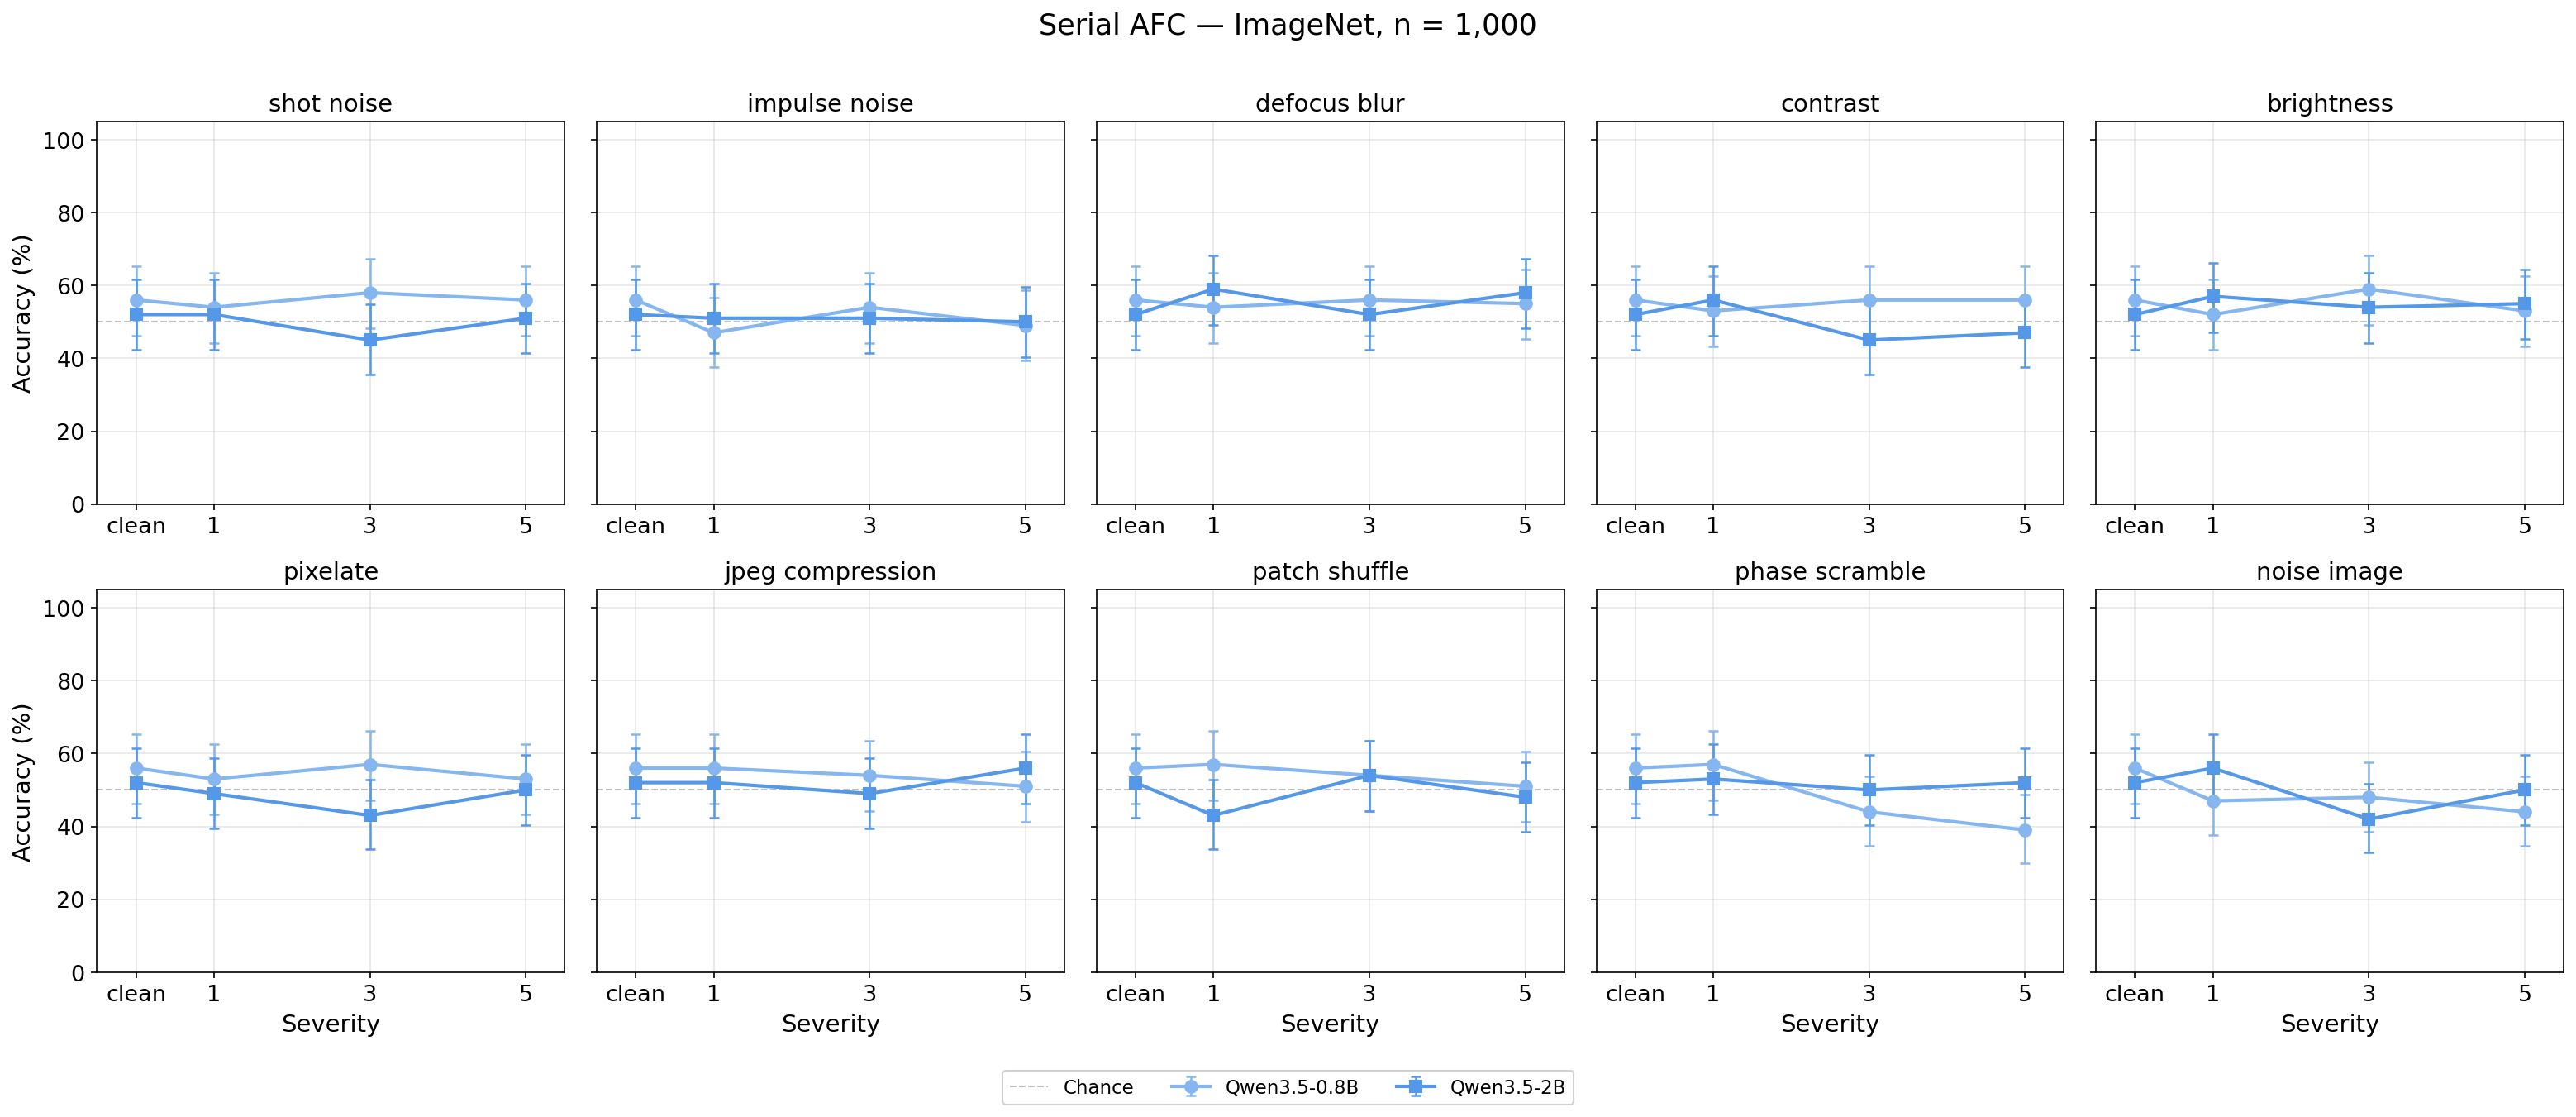 Serial AFC — ImageNet, n = 1,000
shot noise
impulse noise
defocus blur
contrast
brightness
Accuracy (%)
100
80
60
40
20
0
clean 1 3 5
clean 1 3 5
clean 1 3 5
clean 1 3 5
clean 1 3 5
pixelate
jpeg compression
patch shuffle
phase scramble
noise image
Accuracy (%)
100
80
60
40
20
0
clean 1 3 5
clean 1 3 5
clean 1 3 5
clean 1 3 5
clean 1 3 5
Severity
Severity
Severity
Severity
Severity
Chance
Qwen3.5-0.8B
Qwen3.5-2B